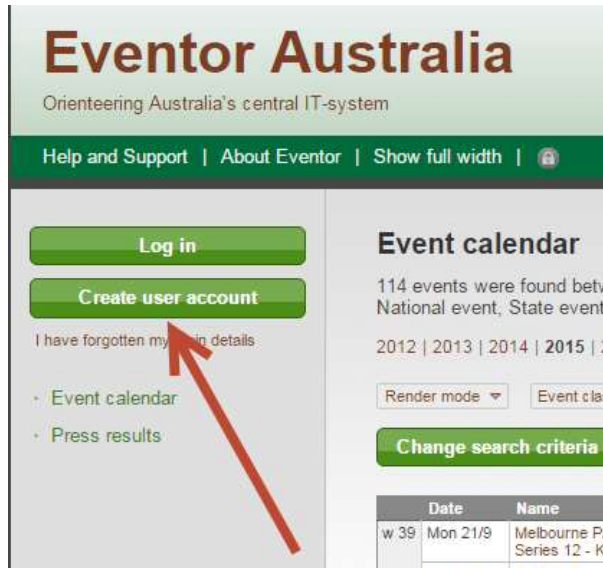 Eventor Australia
Orienteering Australia's central IT-system
Help and Support | About Eventor | Show full width |
Log in
Create user account
I have forgotten my details
· Event calendar
· Press results
Event calendar
114 events were found
National event, State event
2012 | 2013 | 2014 | 2015 |
Render mode
Event
Change search criteria
Date Name
w 39 Mon 21/9 Melbourne
Series 12 -